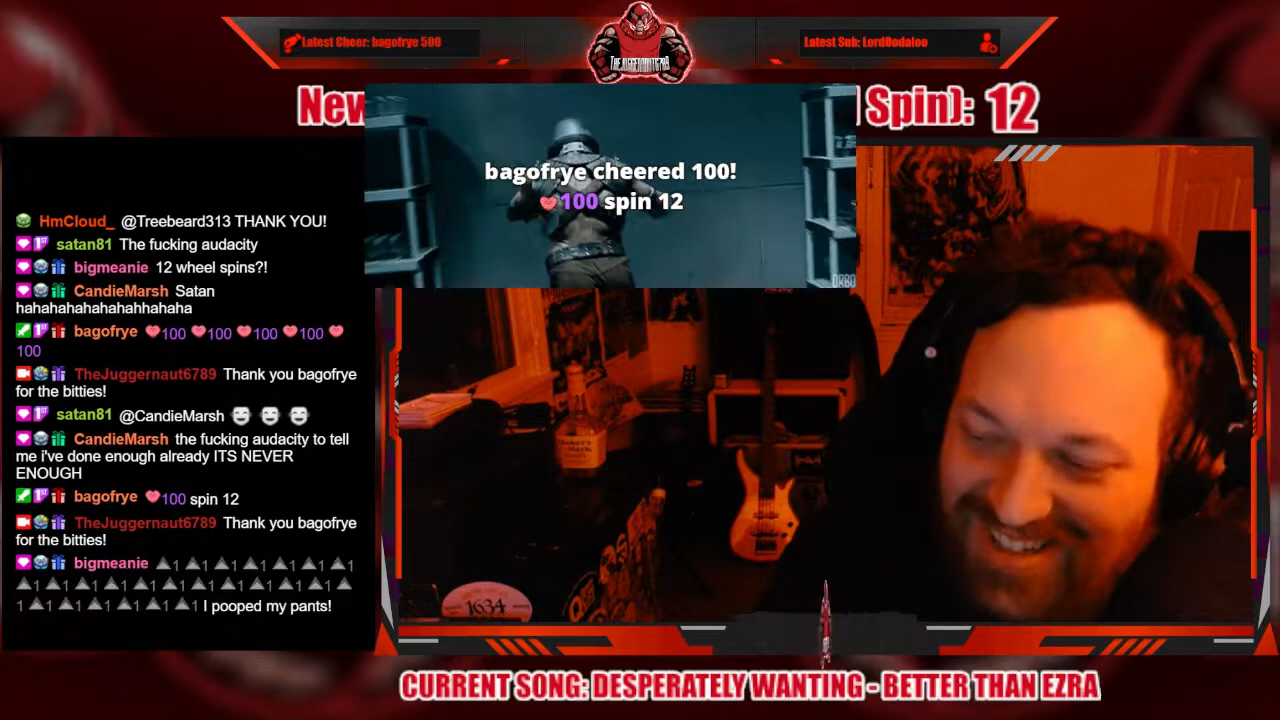 Latest Cheer: bagofrye 500
THEJUGGERNAUT6789
Latest Sub: LordOodaloo
New
Spin): 12
bagofrye cheered 100!
100 spin 12
HmCloud_ @Treebeard313 THANK YOU!
satan81 The fucking audacity
bigmeanie 12 wheel spins?!
CandieMarsh Satan
hahahahahahahahhahaha
bagofrye 100 100 100 100
100
TheJuggernaut6789 Thank you bagofrye
for the bitties!
satan81 @CandieMarsh
CandieMarsh the fucking audacity to tell
me i've done enough already ITS NEVER
ENOUGH
bagofrye 100 spin 12
TheJuggernaut6789 Thank you bagofrye
for the bitties!
bigmeanie 1 1 1 1 1 1 1
1 1 1 1 1 1 1 1 1 1 1
1 1 1 1 1 1 1 I pooped my pants!
1634
CURRENT SONG: DESPERATELY WANTING - BETTER THAN EZRA